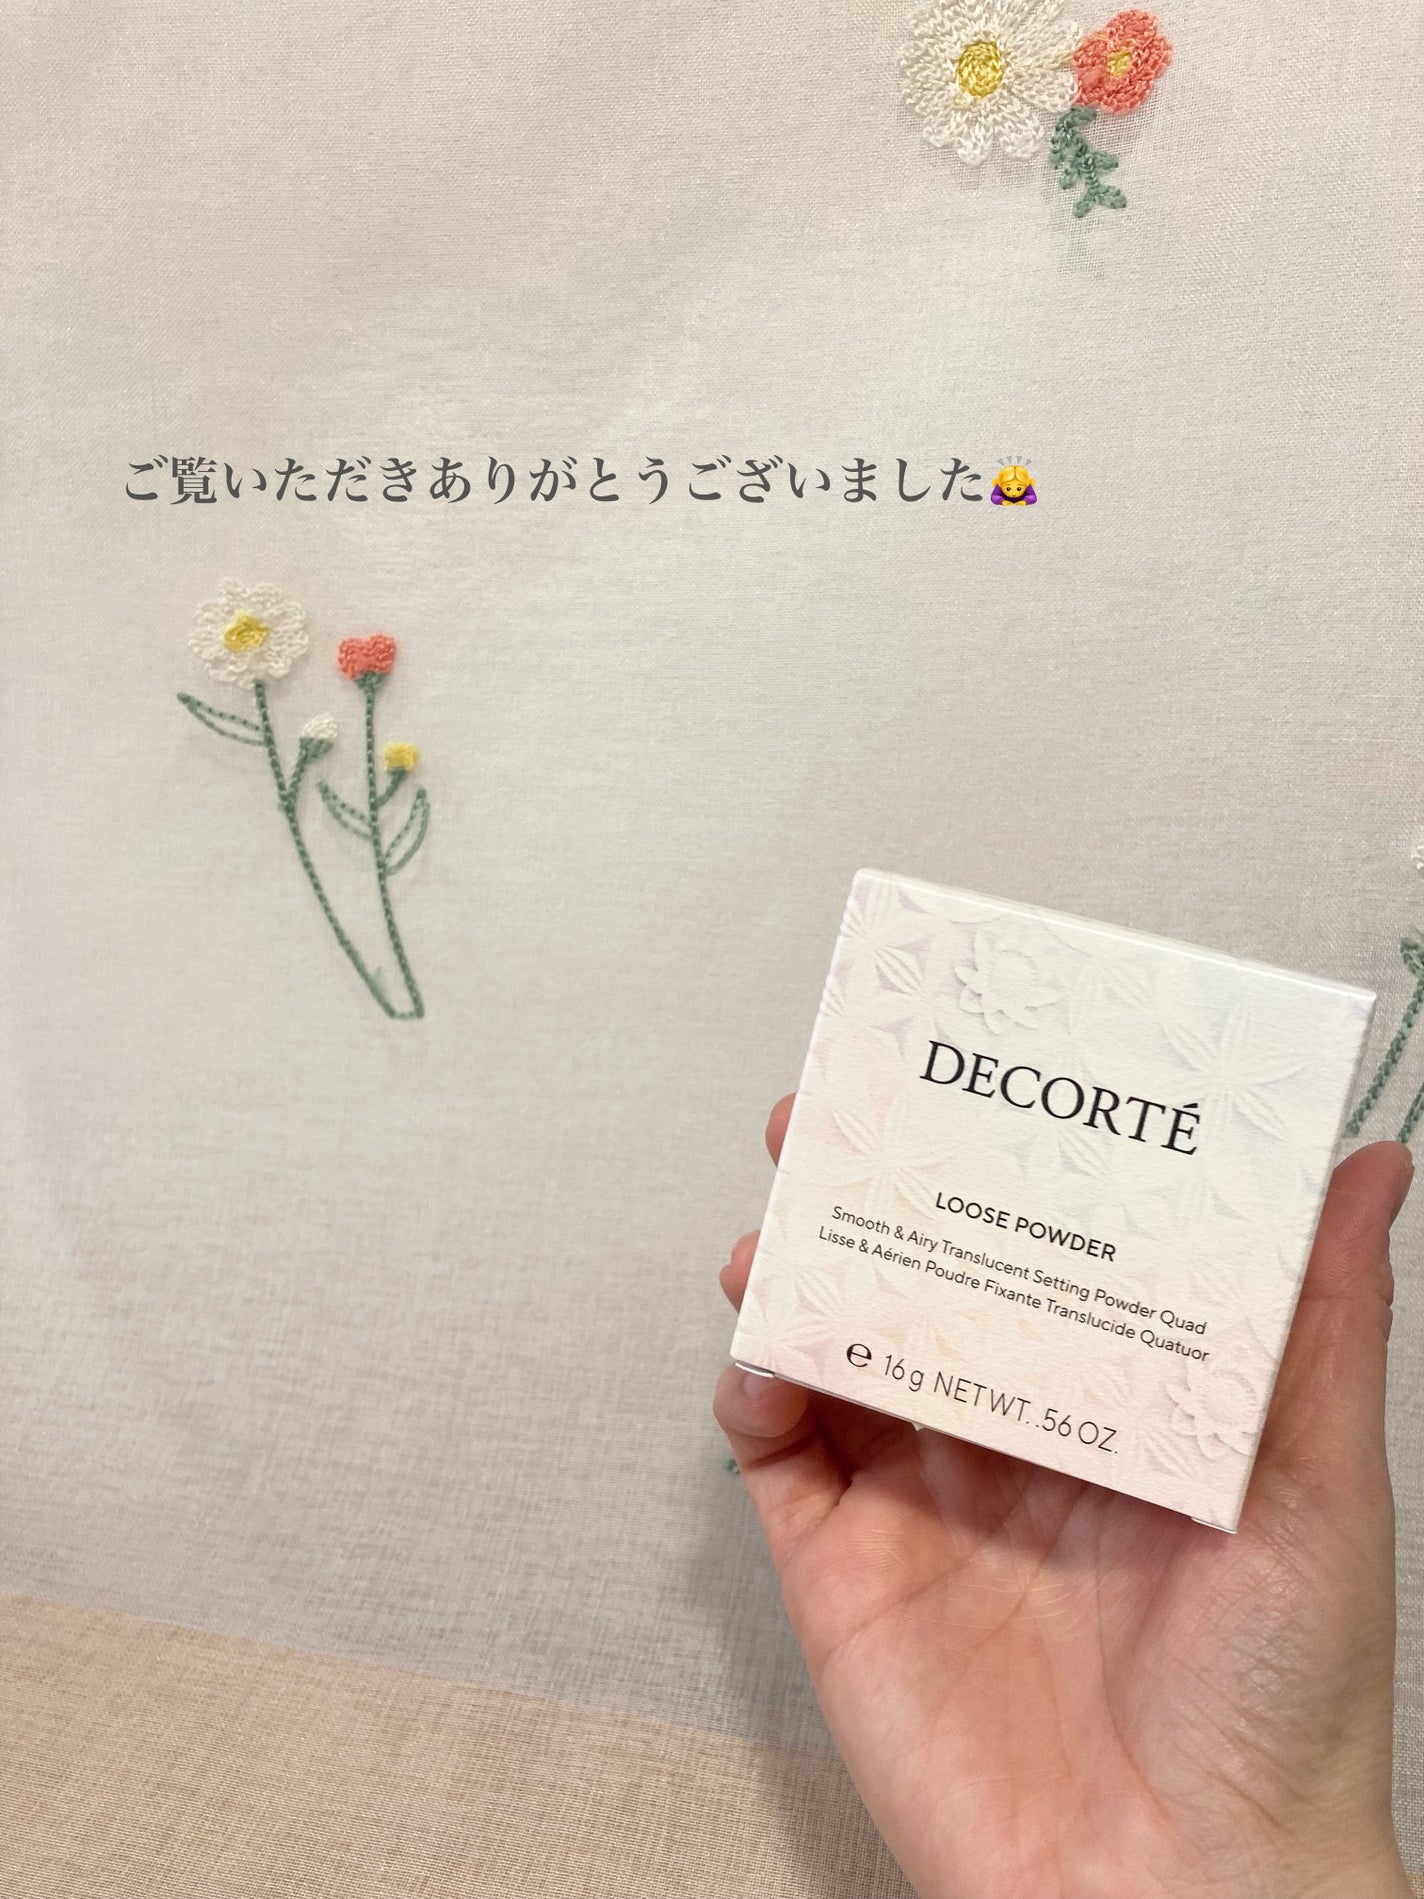 ご覧いただきありがとうございました🙇‍♀️
DECORTÉ
LOOSE POWDER
Smooth & Airy Translucent Setting Powder Quad
Lisse & Aérien Poudre Fixante Translucide Quatuor
℮ 16 g NET WT. .56 OZ.